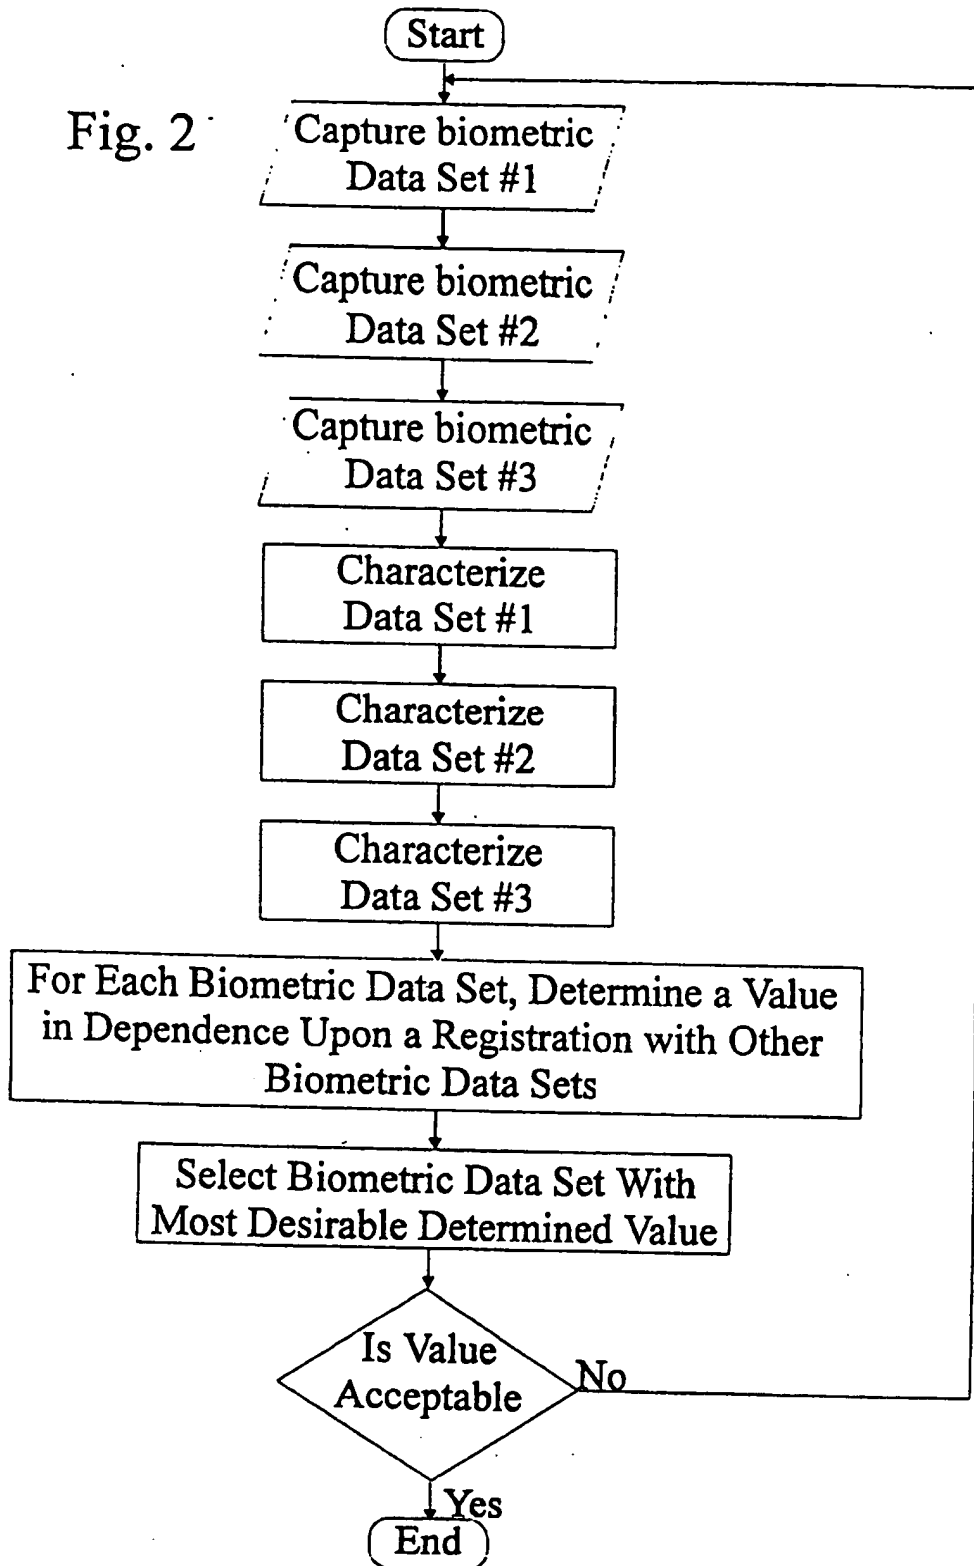 Start
Fig. 2
Capture biometric
Data Set #1
Capture biometric
Data Set #2
Capture biometric
Data Set #3
Characterize
Data Set #1
Characterize
Data Set #2
Characterize
Data Set #3
For Each Biometric Data Set, Determine a Value
in Dependence Upon a Registration with Other
Biometric Data Sets
Select Biometric Data Set With
Most Desirable Determined Value
Is Value
Acceptable
No
Yes
End